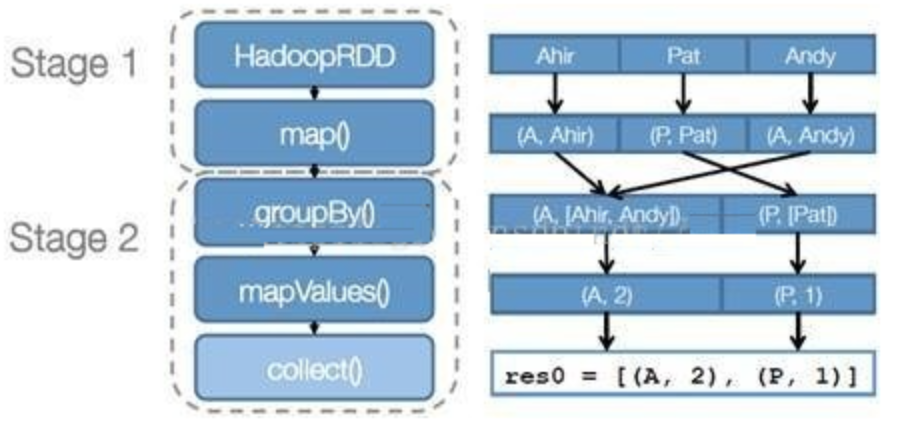 Stage 1
HadoopRDD
map()
Stage 2
groupBy()
mapValues()
collect()
Ahir Pat Andy
(A, Ahir) (P, Pat) (A, Andy)
(A, [Ahir, Andy]) (P, [Pat])
(A, 2) (P, 1)
res0 = [(A, 2), (P, 1)]